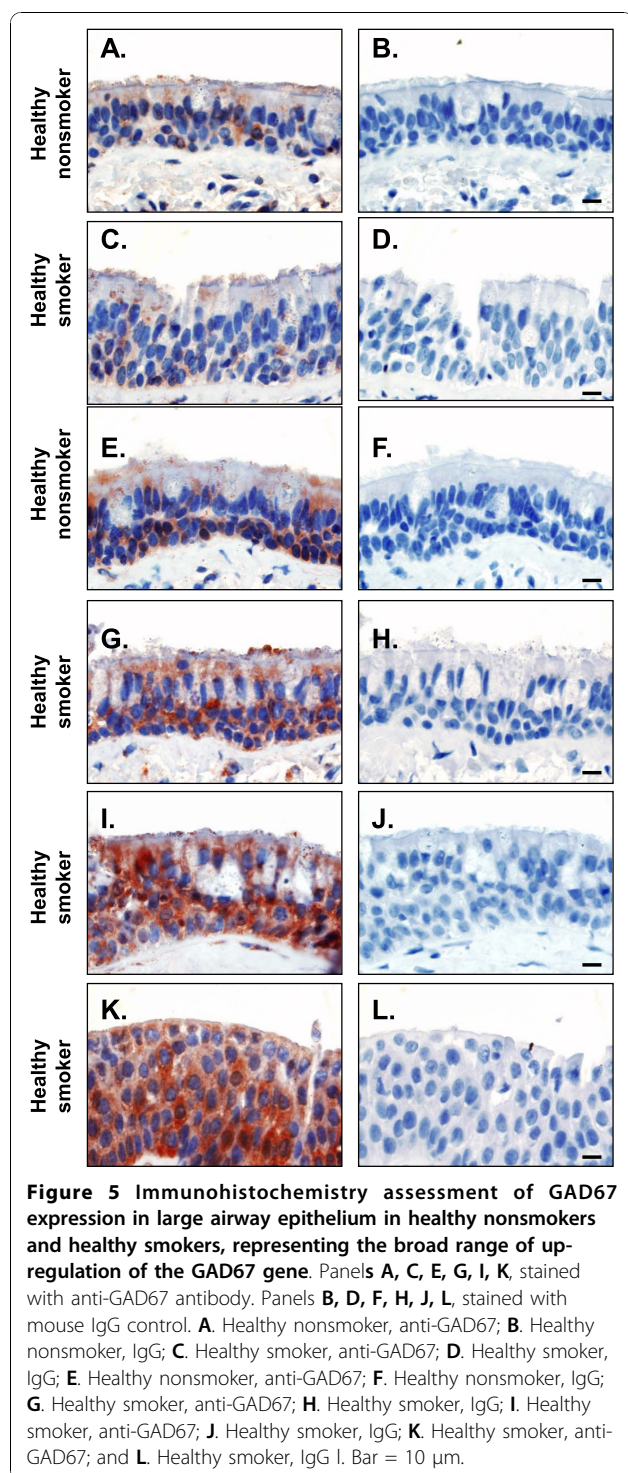 A.
B.
Healthy
nonsmoker
C.
D.
Healthy
smoker
E.
F.
Healthy
nonsmoker
G.
H.
Healthy
smoker
I.
J.
Healthy
smoker
K.
L.
Healthy
smoker
Figure 5 Immunohistochemistry assessment of GAD67
expression in large airway epithelium in healthy nonsmokers
and healthy smokers, representing the broad range of up-
regulation of the GAD67 gene. Panels A, C, E, G, I, K, stained
with anti-GAD67 antibody. Panels B, D, F, H, J, L, stained with
mouse IgG control. A. Healthy nonsmoker, anti-GAD67; B. Healthy
nonsmoker, IgG; C. Healthy smoker, anti-GAD67; D. Healthy smoker,
IgG; E. Healthy nonsmoker, anti-GAD67; F. Healthy nonsmoker, IgG;
G. Healthy smoker, anti-GAD67; H. Healthy smoker, IgG; I. Healthy
smoker, anti-GAD67; J. Healthy smoker, IgG; K. Healthy smoker, anti-
GAD67; and L. Healthy smoker, IgG l. Bar = 10 μm.